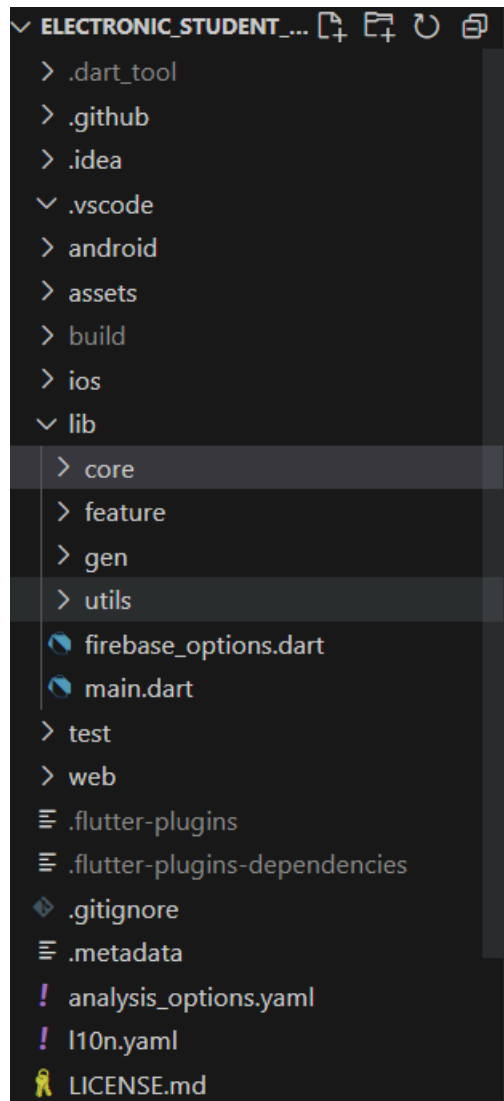 ELECTRONIC_STUDENT_...
.dart_tool
.github
.idea
.vscode
android
assets
build
ios
lib
core
feature
gen
utils
firebase_options.dart
main.dart
test
web
.flutter-plugins
.flutter-plugins-dependencies
.gitignore
.metadata
! analysis_options.yaml
! l10n.yaml
LICENSE.md